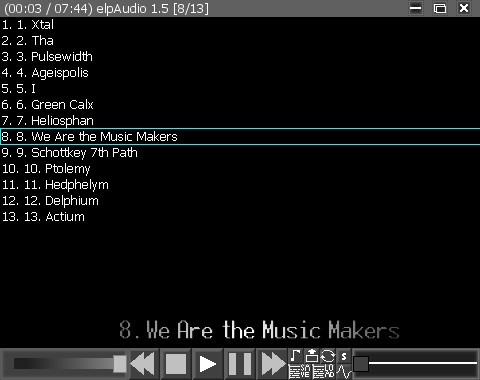 (00:03 / 07:44) elpAudio 1.5 [8/13]
1. 1. Xtal
2. 2. Tha
3. 3. Pulsewidth
4. 4. Ageispolis
5. 5. I
6. 6. Green Calx
7. 7. Heliosphan
8. 8. We Are the Music Makers
9. 9. Schottkey 7th Path
10. 10. Ptolemy
11. 11. Hedphelym
12. 12. Delphium
13. 13. Actium
8. We Are the Music Makers
S
SAVE LOAD